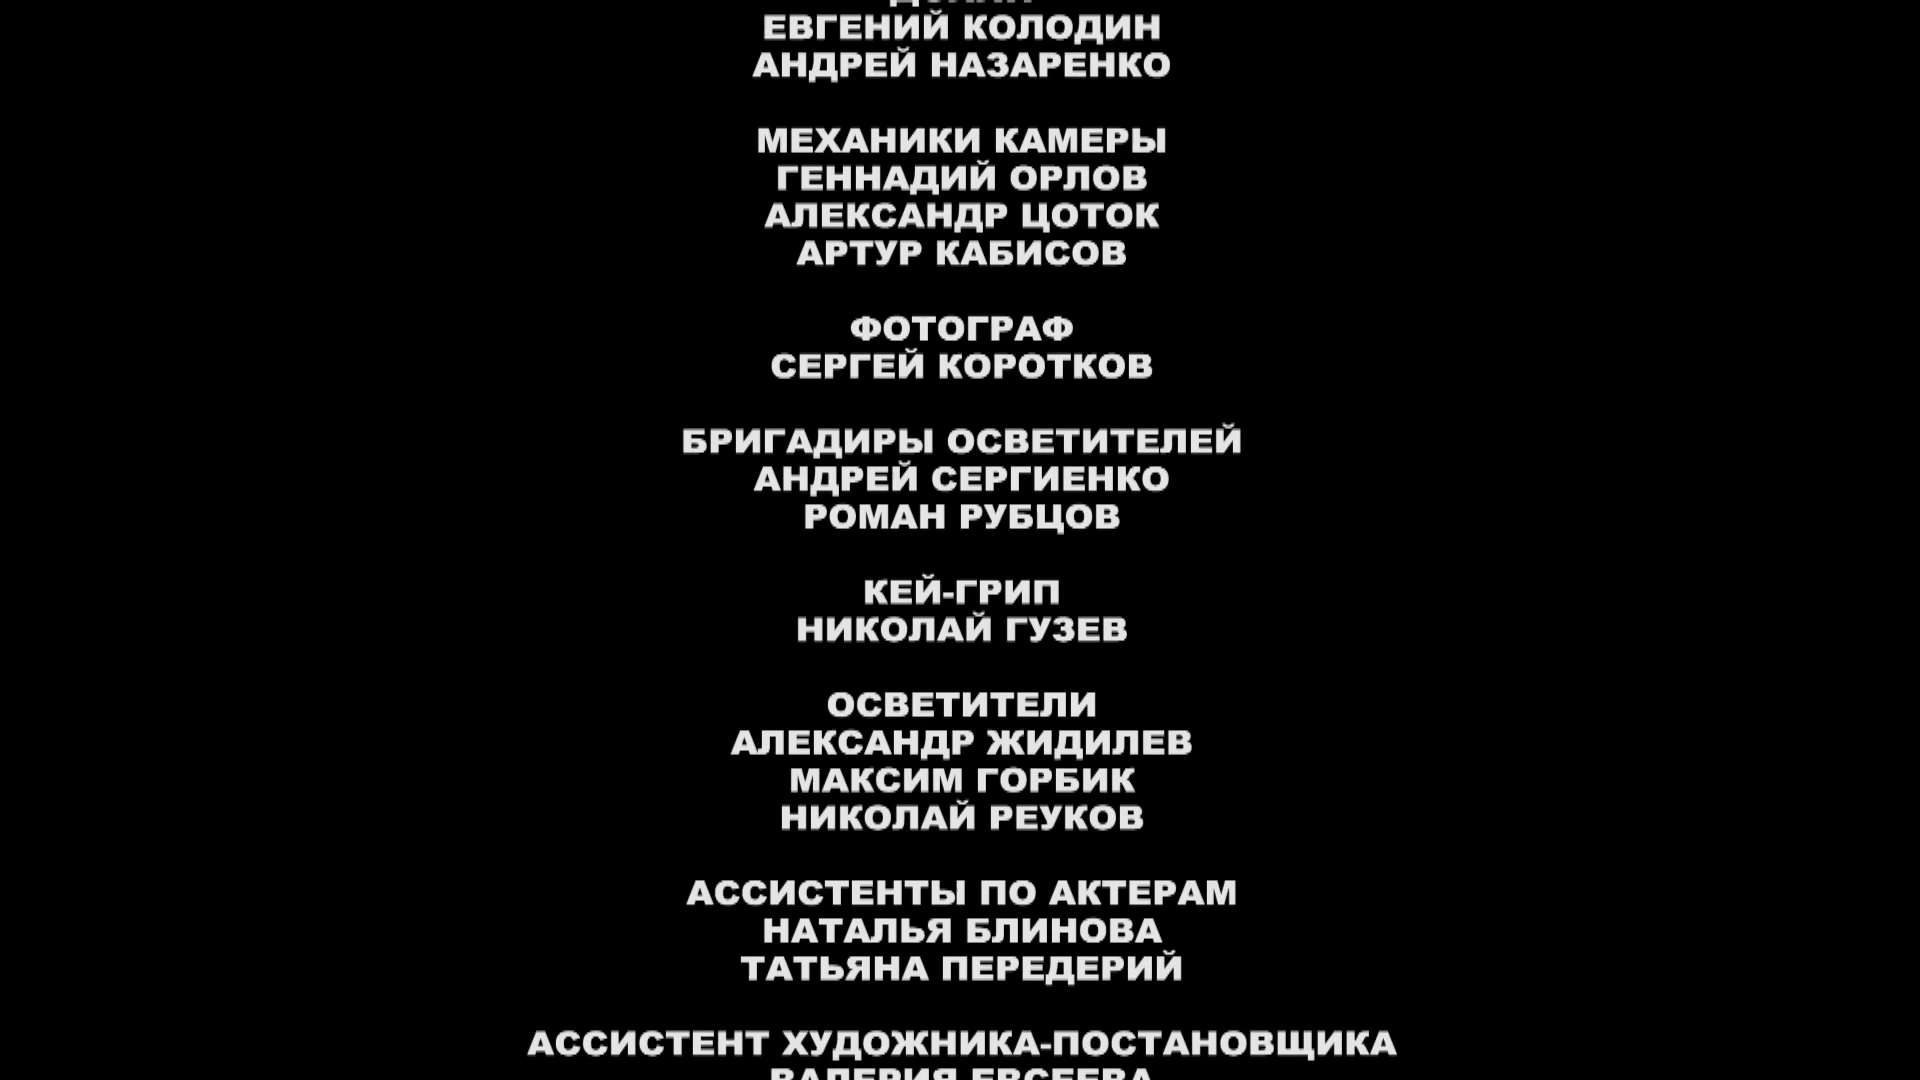 ЕВГЕНИЙ КОЛОДИН
АНДРЕЙ НАЗАРЕНКО
МЕХАНИКИ КАМЕРЫ
ГЕННАДИЙ ОРЛОВ
АЛЕКСАНДР ЦОТОК
АРТУР КАБИСОВ
ФОТОГРАФ
СЕРГЕЙ КОРОТКОВ
БРИГАДИРЫ ОСВЕТИТЕЛЕЙ
АНДРЕЙ СЕРГИЕНКО
РОМАН РУБЦОВ
КЕЙ-ГРИП
НИКОЛАЙ ГУЗЕВ
ОСВЕТИТЕЛИ
АЛЕКСАНДР ЖИДИЛЕВ
МАКСИМ ГОРБИК
НИКОЛАЙ РЕУКОВ
АССИСТЕНТЫ ПО АКТЕРАМ
НАТАЛЬЯ БЛИНОВА
ТАТЬЯНА ПЕРЕДЕРИЙ
АССИСТЕНТ ХУДОЖНИКА-ПОСТАНОВЩИКА
ВАЛЕРИЯ ЕВСЕЕВА